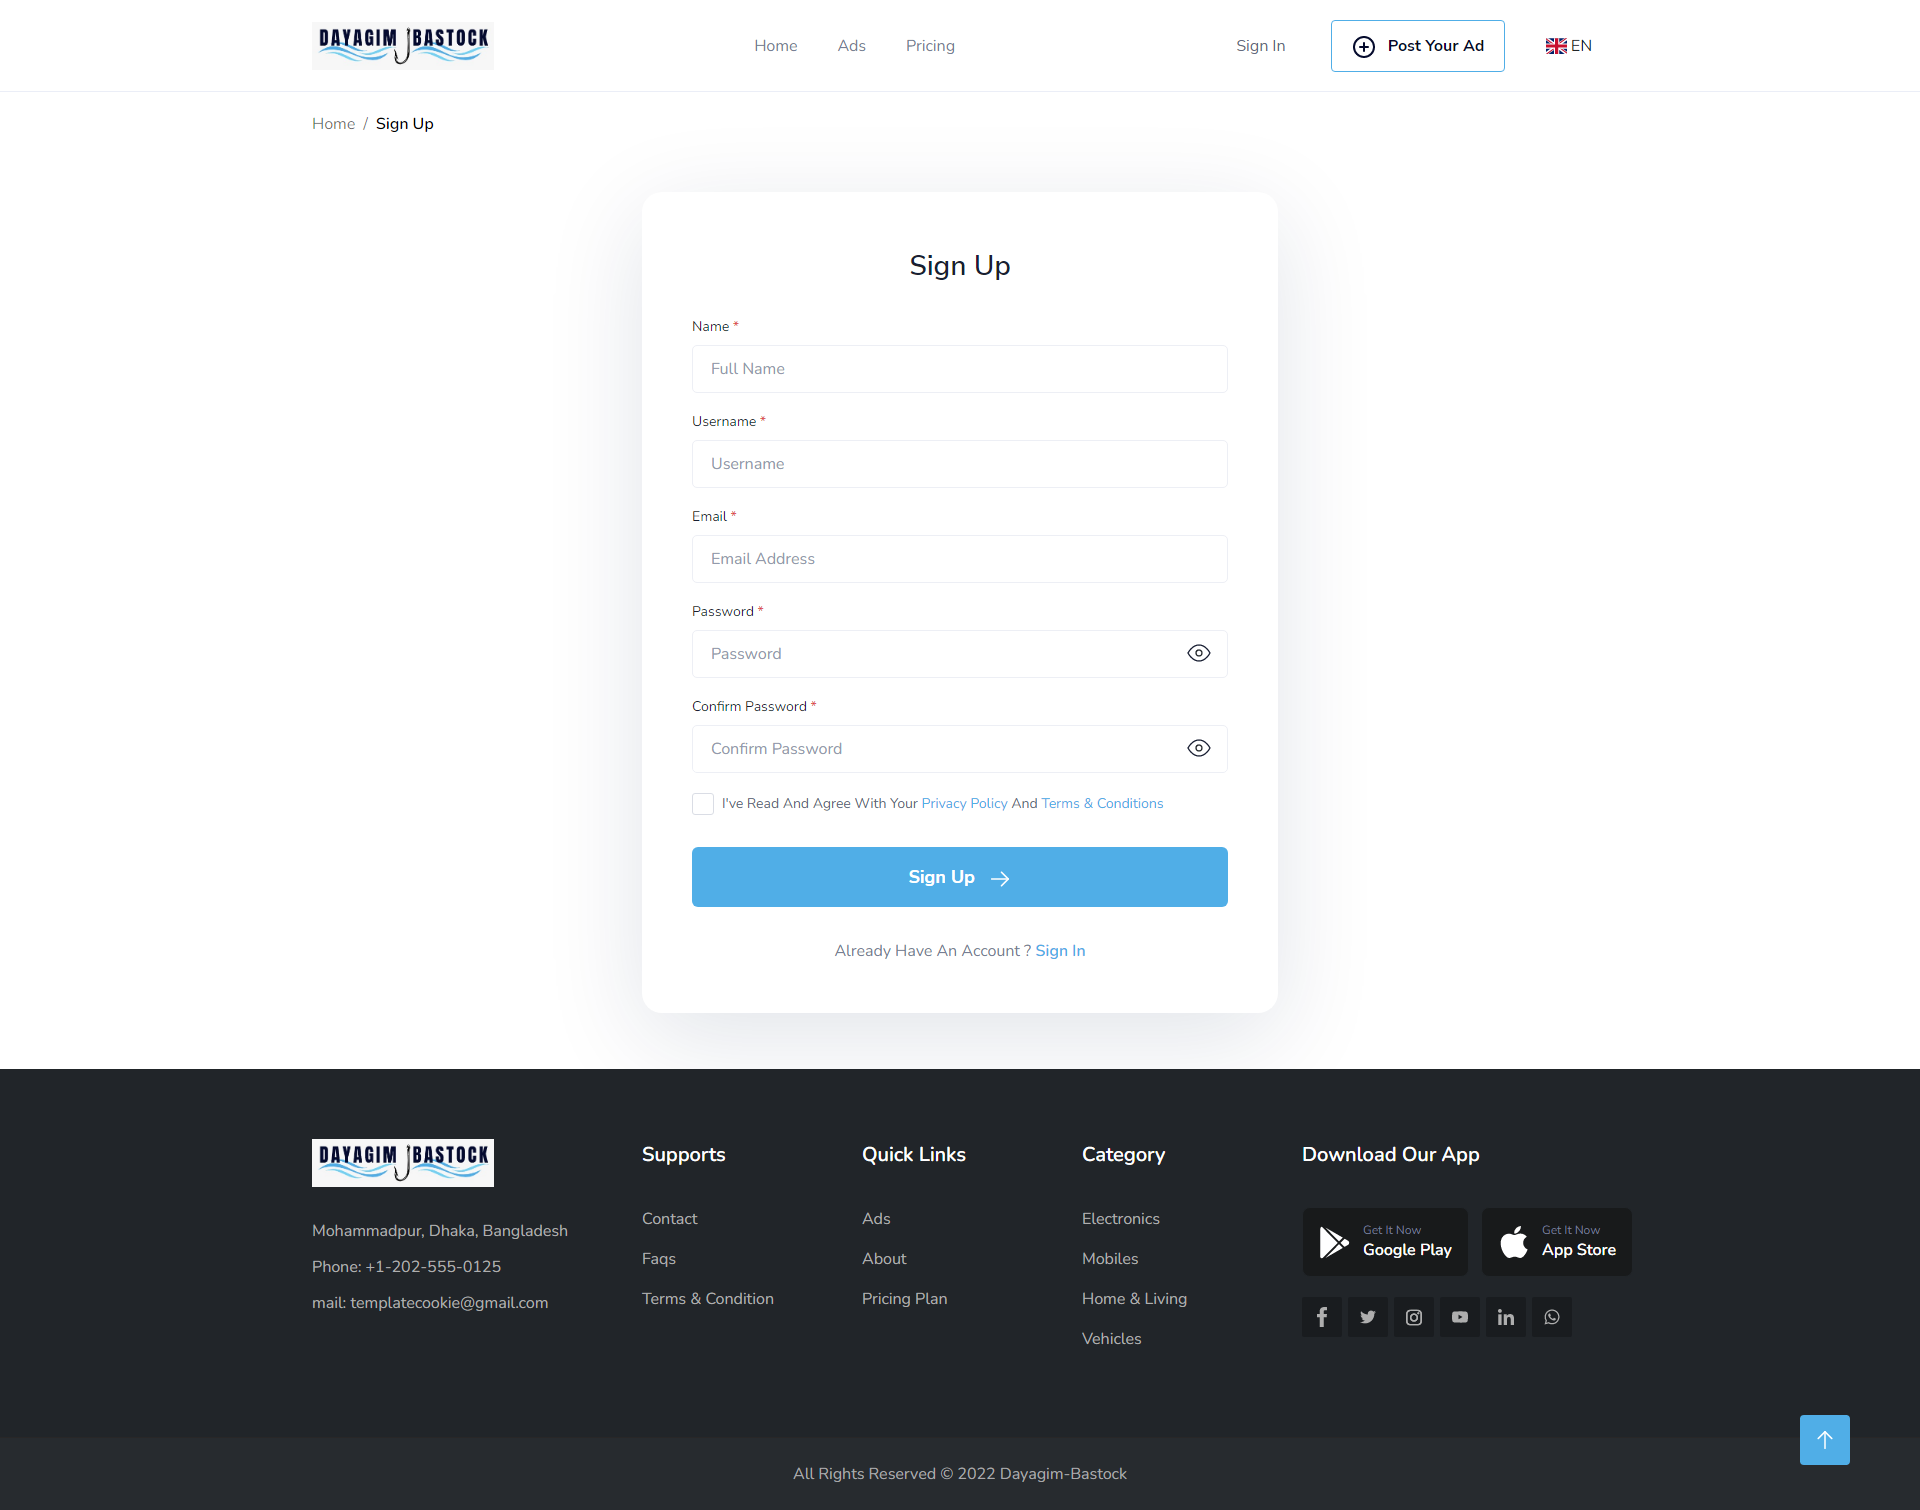 DAYAGIM BASTOCK
Home Ads Pricing
Sign In
Post Your Ad
EN
Home / Sign Up
Sign Up
Name *
Full Name
Username *
Username
Email *
Email Address
Password *
Password
Confirm Password *
Confirm Password
I've Read And Agree With Your Privacy Policy And Terms & Conditions
Sign Up
Already Have An Account ? Sign In
DAYAGIM BASTOCK
Mohammadpur, Dhaka, Bangladesh
Phone: +1-202-555-0125
mail: templatecookie@gmail.com
Supports
Contact
Faqs
Terms & Condition
Quick Links
Ads
About
Pricing Plan
Category
Electronics
Mobiles
Home & Living
Vehicles
Download Our App
Get It Now
Google Play
Get It Now
App Store
All Rights Reserved © 2022 Dayagim-Bastock